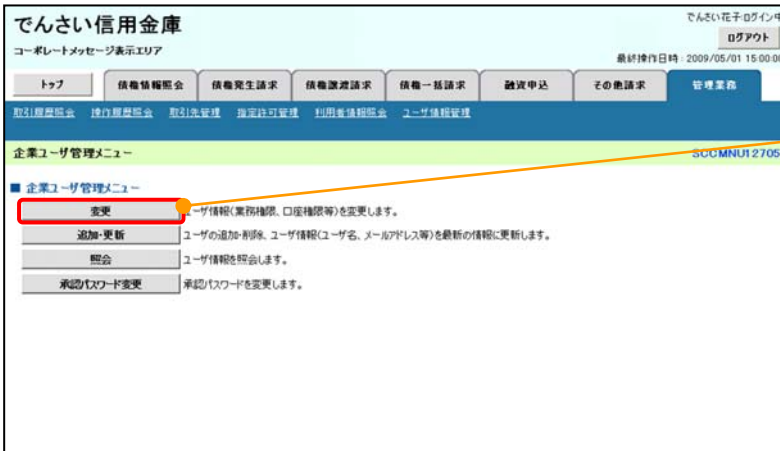 でんさい信用金庫
でんさい花子:ログイン中
ログアウト
コーポレートメッセージ表示エリア
最終操作日時：2009/05/01 15:00:00
トップ 債権情報照会 債権発生請求 債権譲渡請求 債権一括請求 融資申込 その他請求 管理業務
取引履歴照会 操作履歴照会 取引先管理 指定許可管理 利用者情報照会 ユーザ情報管理
企業ユーザ管理メニュー SCCMNU12705
■ 企業ユーザ管理メニュー
変更 ユーザ情報(業務権限、口座権限等)を変更します。
追加・更新 ユーザの追加・削除、ユーザ情報(ユーザ名、メールアドレス等)を最新の情報に更新します。
照会 ユーザ情報を照会します。
承認パスワード変更 承認パスワードを変更します。